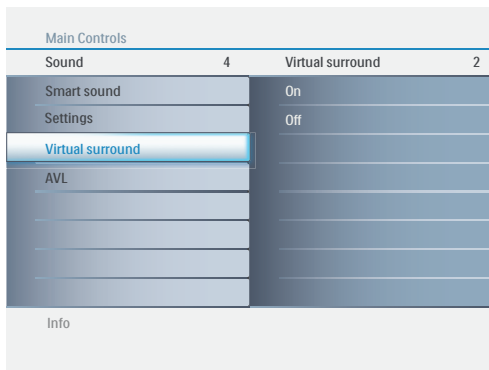 Main Controls
Sound 4 Virtual surround 2
Smart sound On
Settings Off
Virtual surround
AVL
Info